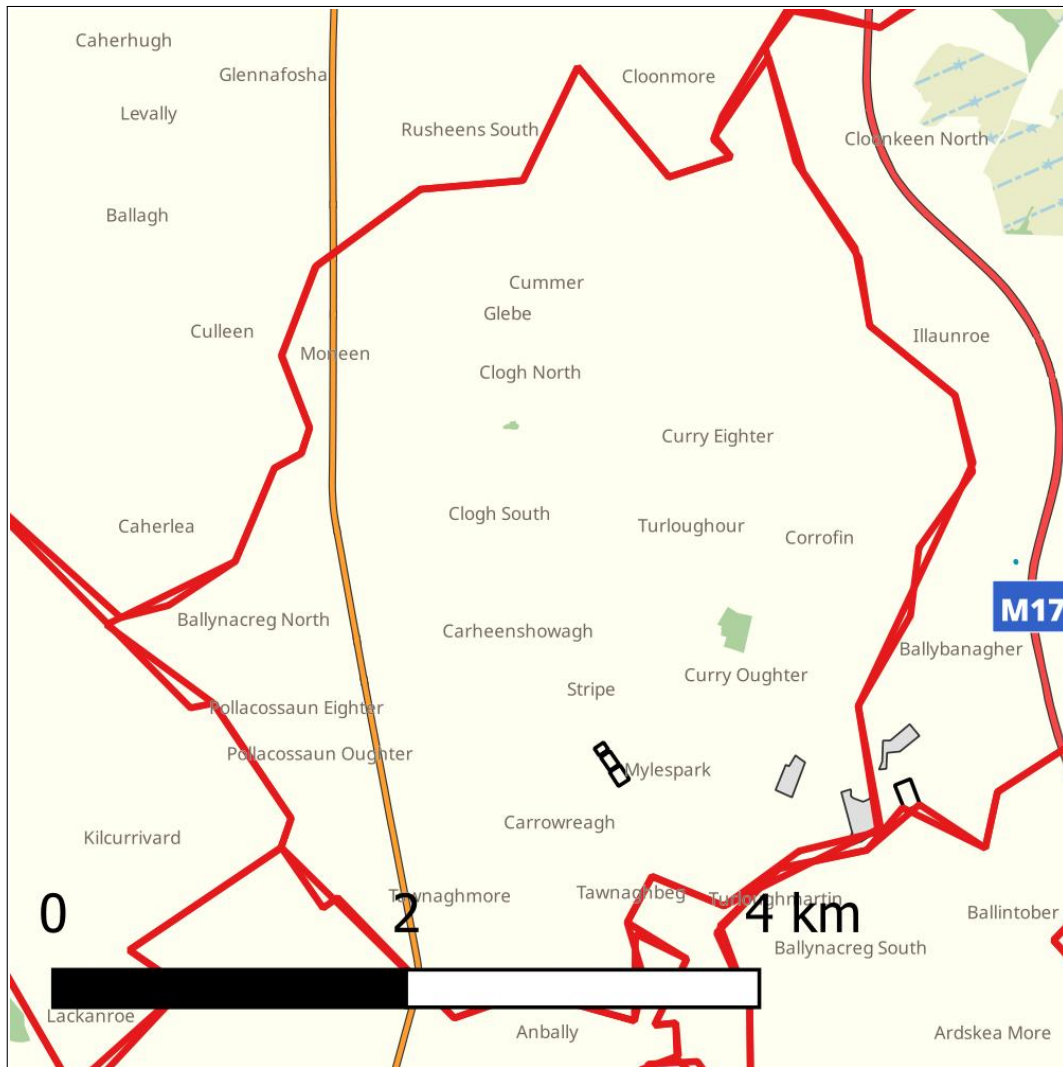 Caherhugh
Glennafosha
Cloonmore
Levally
Rusheens South
Cloonkeen North
Ballagh
Cummer
Glebe
Culleen
Illaunroe
Moneen
Clogh North
Curry Eighter
Clogh South
Caherlea
Turloughour
Corrofin
M17
Ballynacreg North
Carheenshowagh
Ballybanagher
Curry Oughter
Stripe
Pollacossaun Eighter
Pollacossaun Oughter
Mylespark
Carrowreagh
Kilcurrivard
Tawnaghmore
Tawnaghbeg
Tudoughmartin
0 2 4 km
Ballintober
Ballynacreg South
Lackanroe
Anbally
Ardskea More